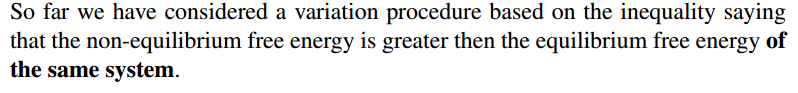 So far we have considered a variation procedure based on the inequality saying
that the non-equilibrium free energy is greater then the equilibrium free energy of
the same system.